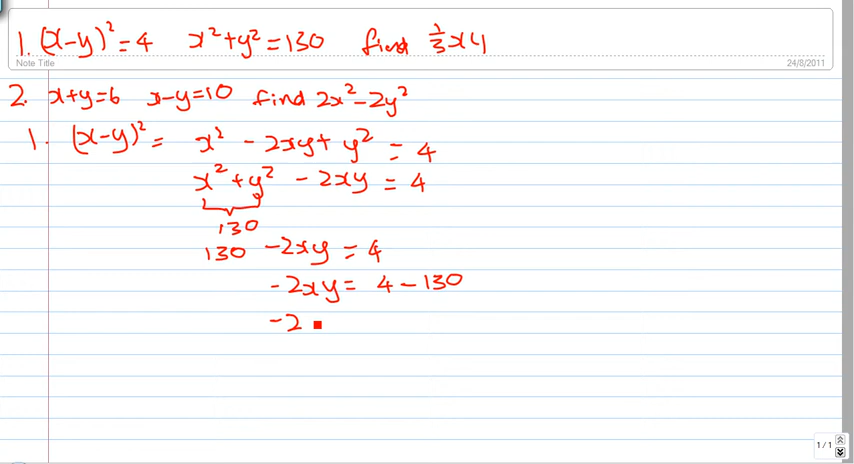 1. (x-y)² = 4 x²+y² = 130 find 1/3 xy
Note Title
24/8/2011
2. x+y=6 x-y=10 find 2x²-2y²
1. (x-y)² = x² - 2xy + y² = 4
x² + y² - 2xy = 4
130
130 - 2xy = 4
- 2xy = 4 - 130
- 2
1 / 1